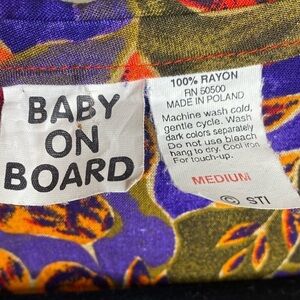 BABY
ON
BOARD
100% RAYON
RN 50500
MADE IN POLAND
Machine wash cold,
gentle cycle. Wash
dark colors separately
Do not use bleach
hang to dry. Cool iron
For touch-up.
MEDIUM
© STI